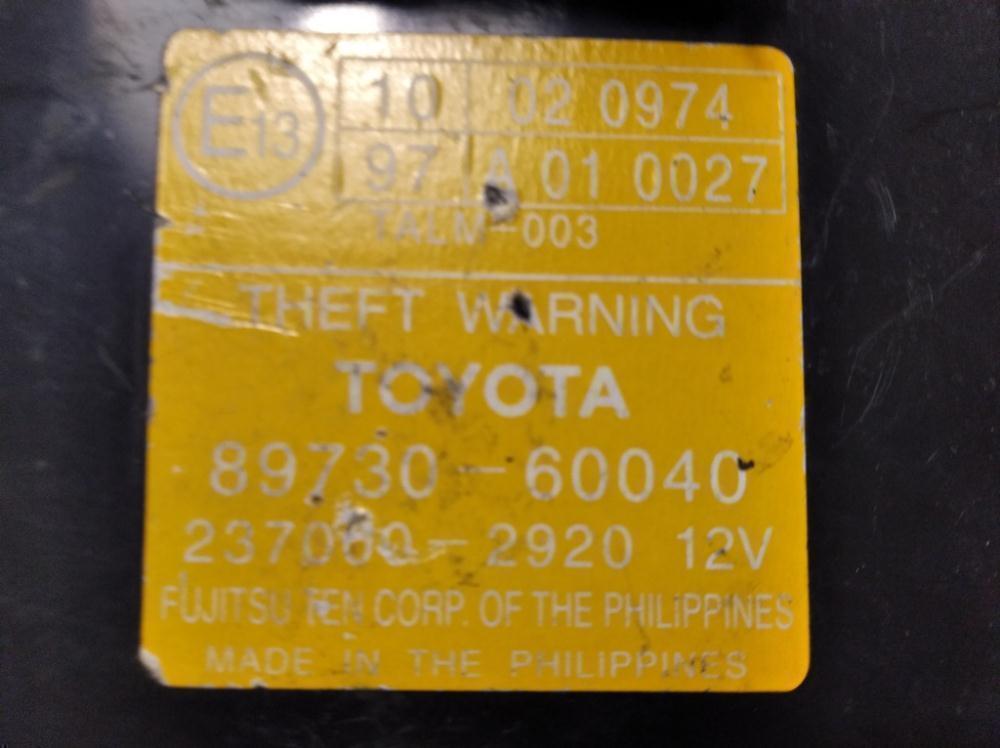 E13
10 02 0974
97 A 01 0027
TALM-003
THEFT WARNING
TOYOTA
89730-60040
237000-2920 12V
FUJITSU TEN CORP. OF THE PHILIPPINES
MADE IN THE PHILIPPINES